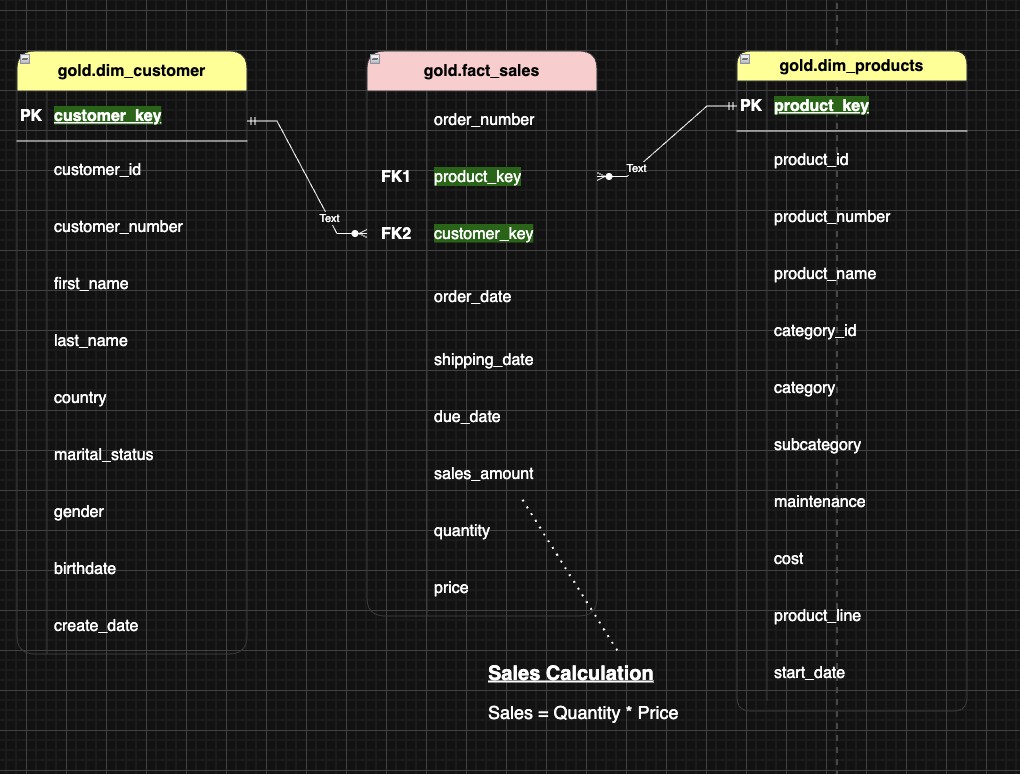 gold.dim_customer
PK customer_key
customer_id
customer_number
first_name
last_name
country
marital_status
gender
birthdate
create_date
Text
gold.fact_sales
order_number
FK1 product_key
FK2 customer_key
order_date
shipping_date
due_date
sales_amount
quantity
price
Text
gold.dim_products
PK product_key
product_id
product_number
product_name
category_id
category
subcategory
maintenance
cost
product_line
start_date
Sales Calculation
Sales = Quantity * Price